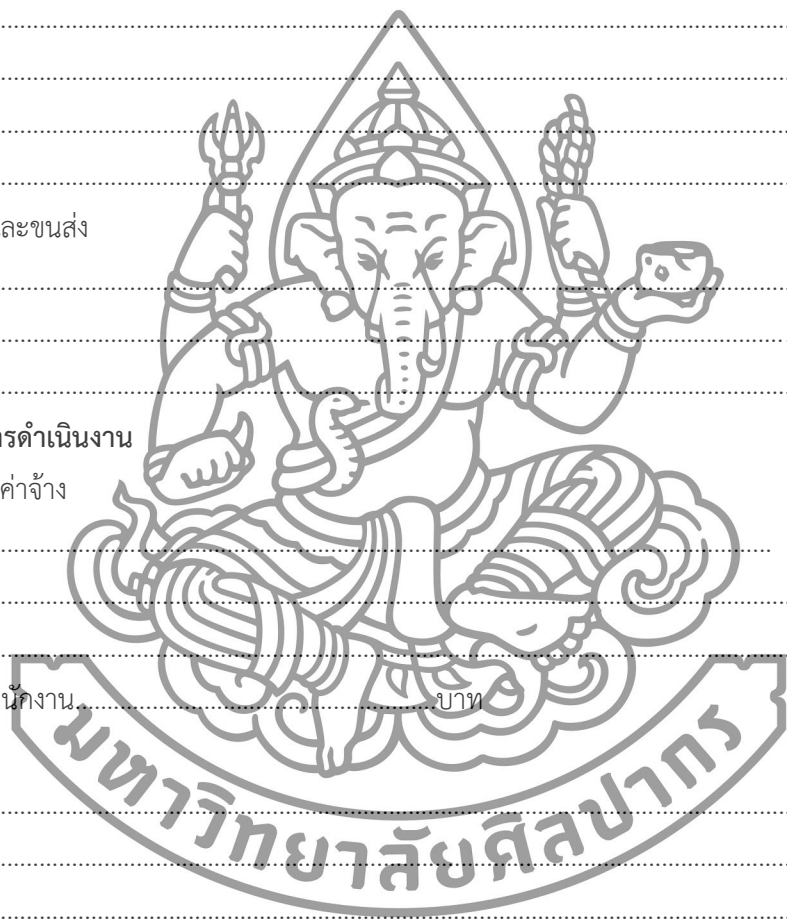 ละขนส่ง
รดำเนินงาน
ค่าจ้าง
นักงาน..........................................บาท
มหาวิทยาลัยศิลปากร